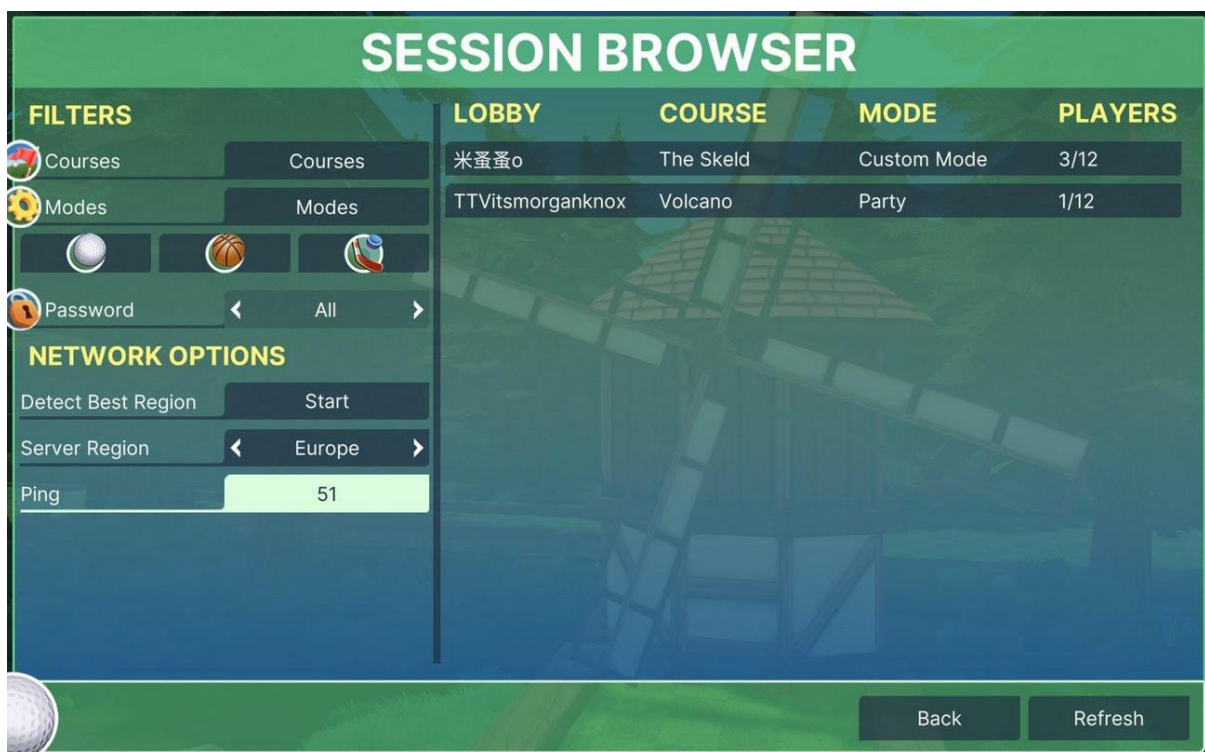 SESSION BROWSER
FILTERS
Courses Courses
Modes Modes
Password All
NETWORK OPTIONS
Detect Best Region Start
Server Region Europe
Ping 51
LOBBY COURSE MODE PLAYERS
米蚤蚤o The Skeld Custom Mode 3/12
TTVitsmorganknox Volcano Party 1/12
Back Refresh